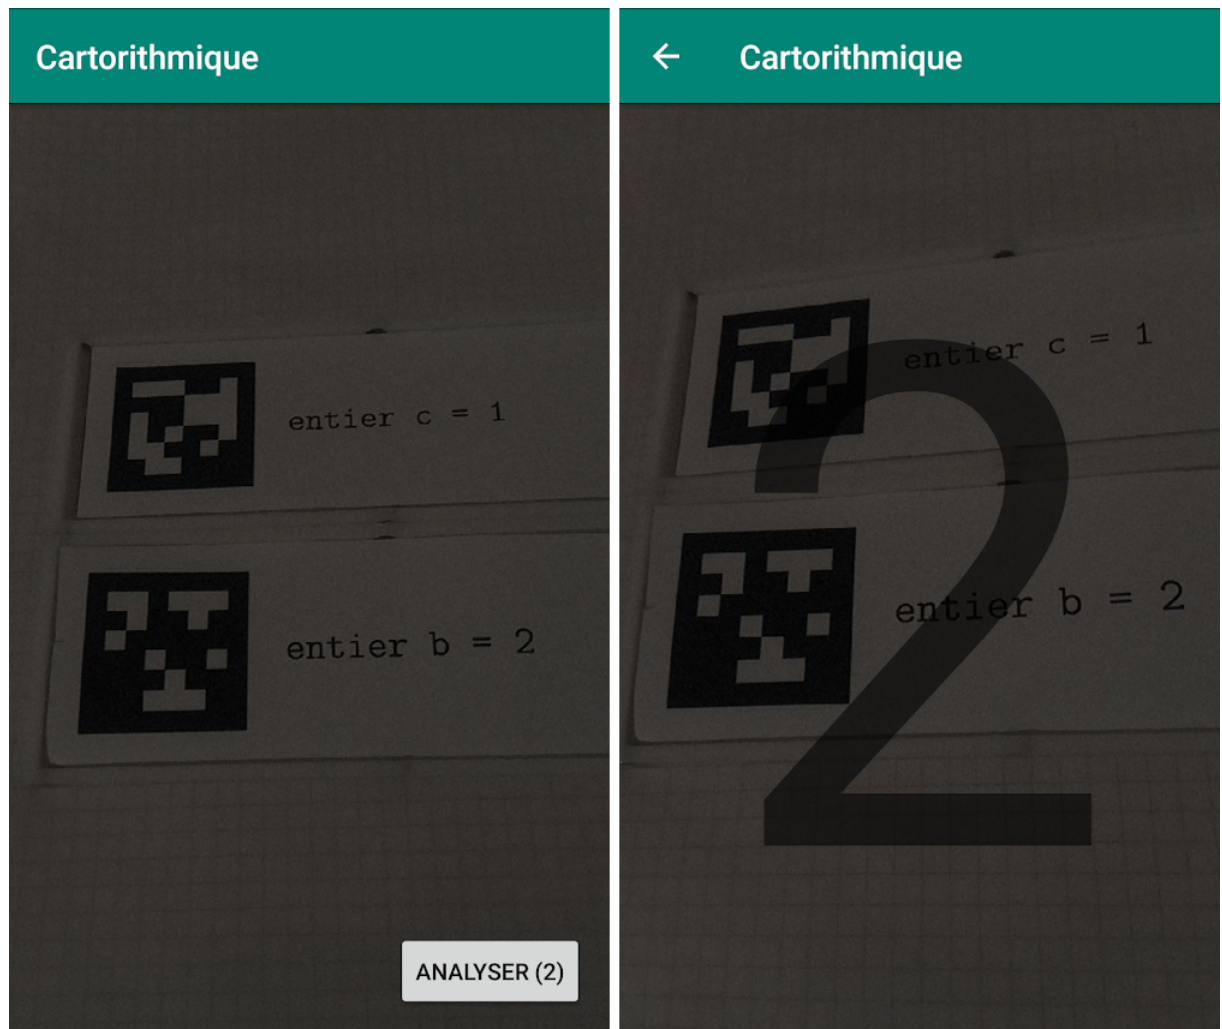 Cartorithmique
entier c = 1
entier b = 2
ANALYSER (2)
Cartorithmique
entier c = 1
entier b = 2
2